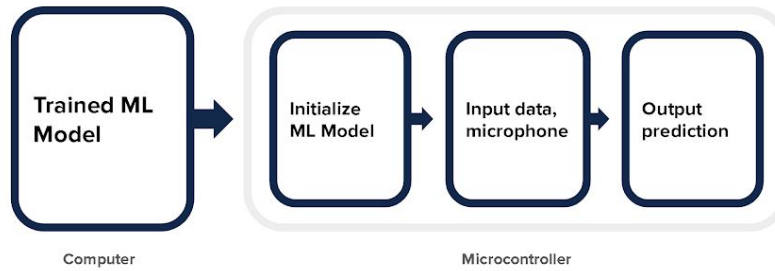 Trained ML
Model
Initialize
ML Model
Input data,
microphone
Output
prediction
Computer
Microcontroller